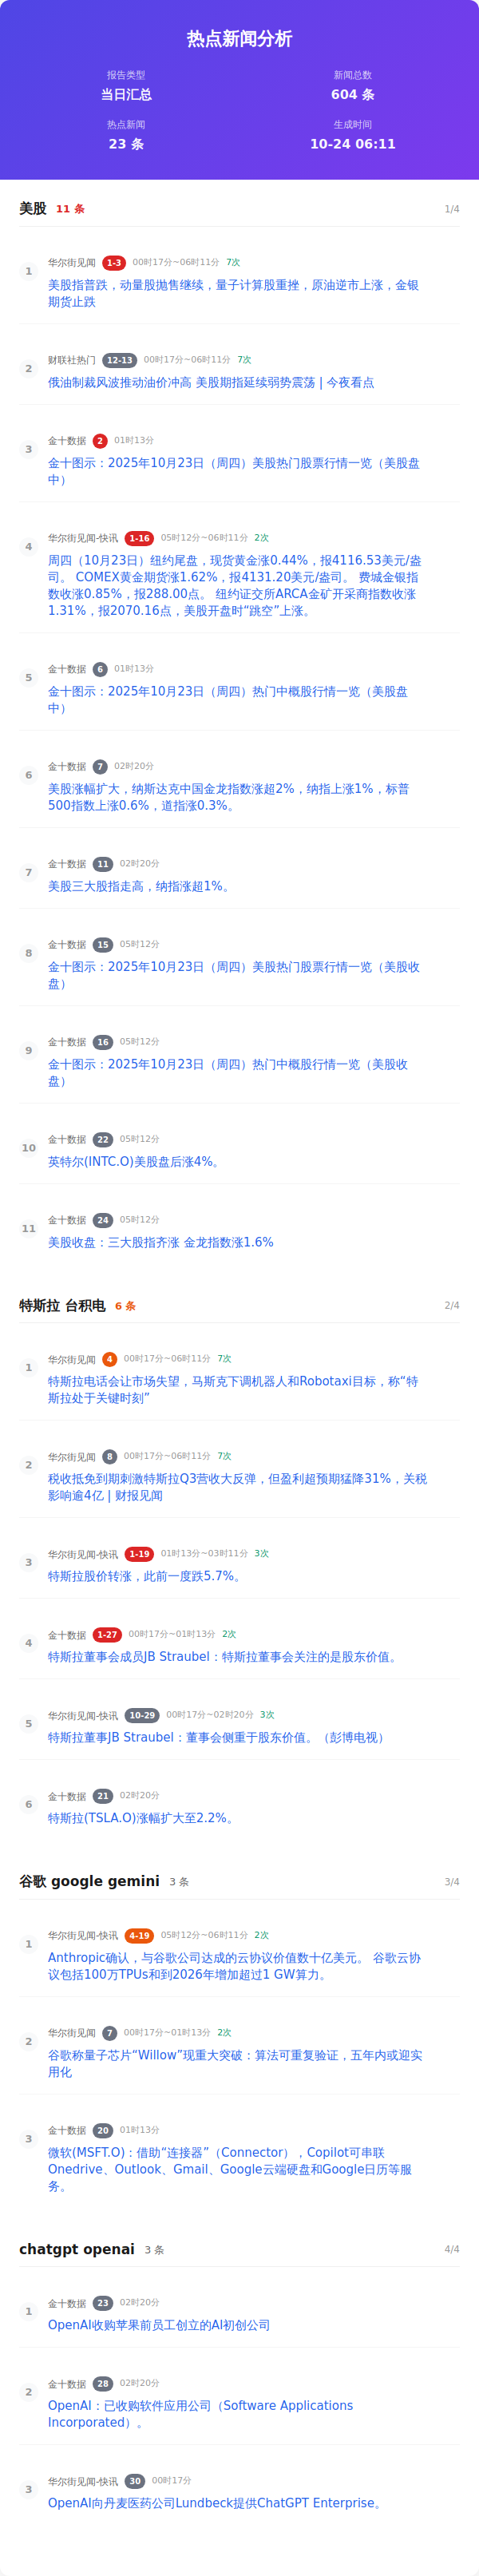 热点新闻分析
报告类型
新闻总数
当日汇总
604 条
热点新闻
生成时间
23 条
10-24 06:11
美股 11 条 1/4
1
华尔街见闻 1-3 00时17分~06时11分 7次
美股指普跌，动量股抛售继续，量子计算股重挫，原油逆市上涨，金银
期货止跌
2
财联社热门 12-13 00时17分~06时11分 7次
俄油制裁风波推动油价冲高 美股期指延续弱势震荡 | 今夜看点
3
金十数据 2 01时13分
金十图示：2025年10月23日（周四）美股热门股票行情一览（美股盘
中）
4
华尔街见闻-快讯 1-16 05时12分~06时11分 2次
周四（10月23日）纽约尾盘，现货黄金涨0.44%，报4116.53美元/盎
司。 COMEX黄金期货涨1.62%，报4131.20美元/盎司。 费城金银指
数收涨0.85%，报288.00点。 纽约证交所ARCA金矿开采商指数收涨
1.31%，报2070.16点，美股开盘时“跳空”上涨。
5
金十数据 6 01时13分
金十图示：2025年10月23日（周四）热门中概股行情一览（美股盘
中）
6
金十数据 7 02时20分
美股涨幅扩大，纳斯达克中国金龙指数涨超2%，纳指上涨1%，标普
500指数上涨0.6%，道指涨0.3%。
7
金十数据 11 02时20分
美股三大股指走高，纳指涨超1%。
8
金十数据 15 05时12分
金十图示：2025年10月23日（周四）美股热门股票行情一览（美股收
盘）
9
金十数据 16 05时12分
金十图示：2025年10月23日（周四）热门中概股行情一览（美股收
盘）
10
金十数据 22 05时12分
英特尔(INTC.O)美股盘后涨4%。
11
金十数据 24 05时12分
美股收盘：三大股指齐涨 金龙指数涨1.6%
特斯拉 台积电 6 条 2/4
1
华尔街见闻 4 00时17分~06时11分 7次
特斯拉电话会让市场失望，马斯克下调机器人和Robotaxi目标，称“特
斯拉处于关键时刻”
2
华尔街见闻 8 00时17分~06时11分 7次
税收抵免到期刺激特斯拉Q3营收大反弹，但盈利超预期猛降31%，关税
影响逾4亿 | 财报见闻
3
华尔街见闻-快讯 1-19 01时13分~03时11分 3次
特斯拉股价转涨，此前一度跌5.7%。
4
金十数据 1-27 00时17分~01时13分 2次
特斯拉董事会成员JB Straubel：特斯拉董事会关注的是股东价值。
5
华尔街见闻-快讯 10-29 00时17分~02时20分 3次
特斯拉董事JB Straubel：董事会侧重于股东价值。（彭博电视）
6
金十数据 21 02时20分
特斯拉(TSLA.O)涨幅扩大至2.2%。
谷歌 google gemini 3 条 3/4
1
华尔街见闻-快讯 4-19 05时12分~06时11分 2次
Anthropic确认，与谷歌公司达成的云协议价值数十亿美元。 谷歌云协
议包括100万TPUs和到2026年增加超过1 GW算力。
2
华尔街见闻 7 00时17分~01时13分 2次
谷歌称量子芯片“Willow”现重大突破：算法可重复验证，五年内或迎实
用化
3
金十数据 20 01时13分
微软(MSFT.O)：借助“连接器”（Connector），Copilot可串联
Onedrive、Outlook、Gmail、Google云端硬盘和Google日历等服
务。
chatgpt openai 3 条 4/4
1
金十数据 23 02时20分
OpenAI收购苹果前员工创立的AI初创公司
2
金十数据 28 02时20分
OpenAI：已收购软件应用公司（Software Applications
Incorporated）。
3
华尔街见闻-快讯 30 00时17分
OpenAI向丹麦医药公司Lundbeck提供ChatGPT Enterprise。